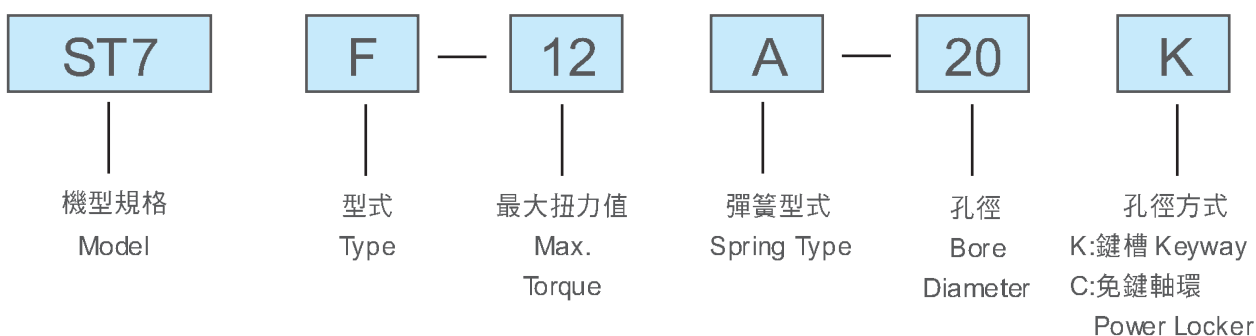 ST7 F — 12 A — 20 K
機型規格 型式 最大扭力值 彈簧型式 孔徑 孔徑方式
Model Type Max. Spring Type Bore K:鍵槽 Keyway
Torque Diameter C:免鍵軸環
Power Locker